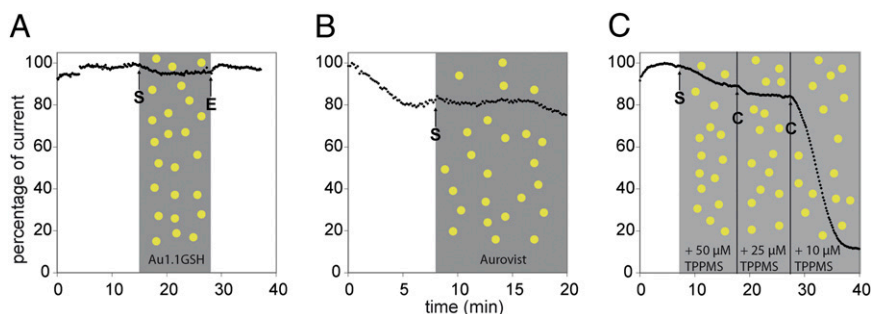 A
B
C
percentage of current
100
80
60
40
20
0
S
E
Au1.1GSH
0 10 20 30 40
100
80
60
40
20
0
S
Aurovist
0 5 10 15 20
time (min)
100
80
60
40
20
0
S
C
C
+ 50 µM + 25 µM + 10 µM
TPPMS TPPMS TPPMS
0 10 20 30 40